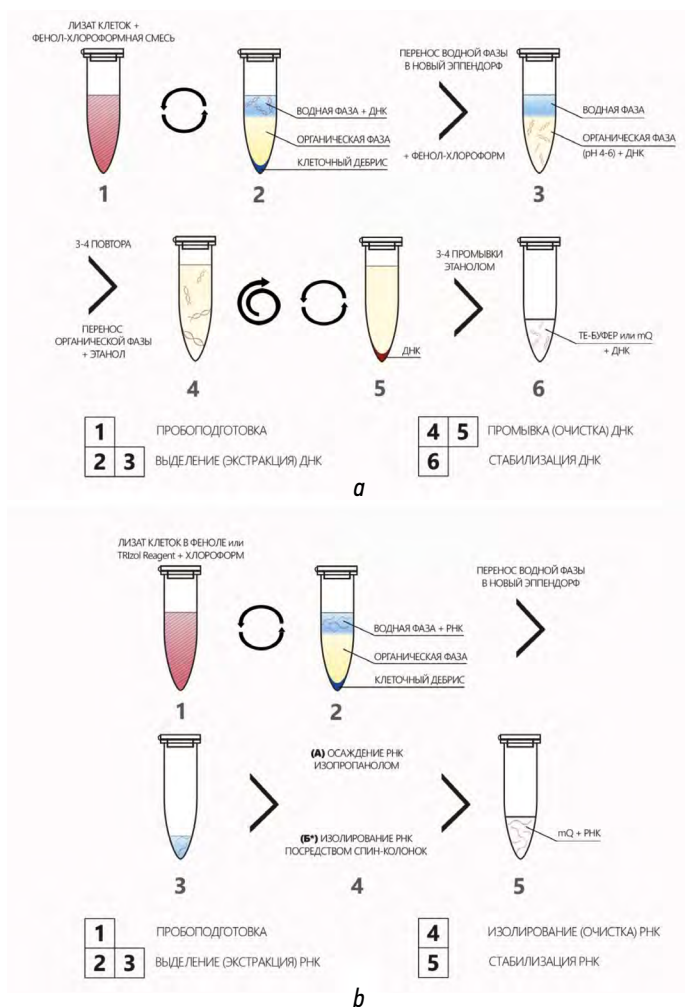 ЛИЗАТ КЛЕТОК +
ФЕНОЛ-ХЛОРОФОРМНАЯ СМЕСЬ
1
2
ВОДНАЯ ФАЗА + ДНК
ОРГАНИЧЕСКАЯ ФАЗА
КЛЕТОЧНЫЙ ДЕБРИС
ПЕРЕНОС ВОДНОЙ ФАЗЫ
В НОВЫЙ ЭППЕНДОРФ
+ ФЕНОЛ-ХЛОРОФОРМ
ВОДНАЯ ФАЗА
ОРГАНИЧЕСКАЯ ФАЗА
(pH 4-6) + ДНК
3
3-4 ПОВТОРА
ПЕРЕНОС
ОРГАНИЧЕСКОЙ ФАЗЫ
+ ЭТАНОЛ
4
ДНК
5
3-4 ПРОМЫВКИ
ЭТАНОЛОМ
ТЕ-БУФЕР или mQ
+ ДНК
6
1 ПРОБОПОДГОТОВКА
2 3 ВЫДЕЛЕНИЕ (ЭКСТРАКЦИЯ) ДНК
4 5 ПРОМЫВКА (ОЧИСТКА) ДНК
6 СТАБИЛИЗАЦИЯ ДНК
a
ЛИЗАТ КЛЕТОК В ФЕНОЛЕ или
TRIzol Reagent + ХЛОРОФОРМ
1
ВОДНАЯ ФАЗА + РНК
ОРГАНИЧЕСКАЯ ФАЗА
КЛЕТОЧНЫЙ ДЕБРИС
2
ПЕРЕНОС ВОДНОЙ ФАЗЫ
В НОВЫЙ ЭППЕНДОРФ
3
(А) ОСАЖДЕНИЕ РНК
ИЗОПРОПАНОЛОМ
(Б*) ИЗОЛИРОВАНИЕ РНК
ПОСРЕДСТВОМ СПИН-КОЛОНОК
4
mQ + РНК
5
1 ПРОБОПОДГОТОВКА
2 3 ВЫДЕЛЕНИЕ (ЭКСТРАКЦИЯ) РНК
4 ИЗОЛИРОВАНИЕ (ОЧИСТКА) РНК
5 СТАБИЛИЗАЦИЯ РНК
b